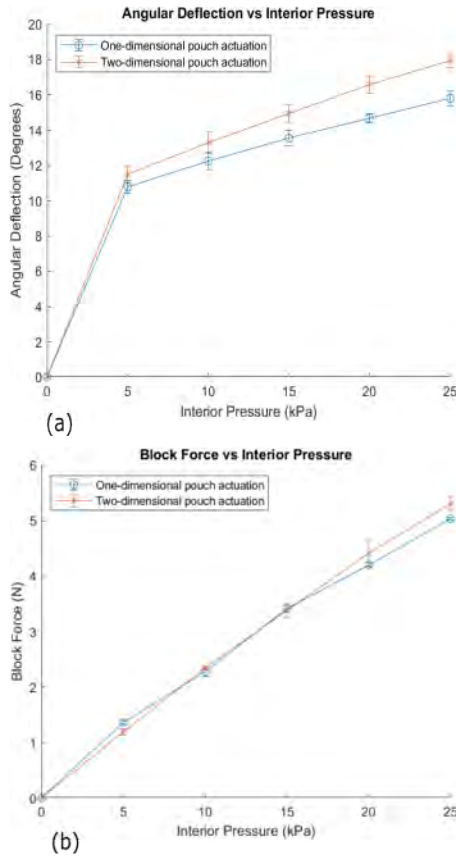 Angular Deflection vs Interior Pressure
One-dimensional pouch actuation
Two-dimensional pouch actuation
Angular Deflection (Degrees)
20
18
16
14
12
10
8
6
4
2
0
0 5 10 15 20 25
Interior Pressure (kPa)
(a)
Block Force vs Interior Pressure
One-dimensional pouch actuation
Two-dimensional pouch actuation
Block Force (N)
6
5
4
3
2
1
0
0 5 10 15 20 25
Interior Pressure (kPa)
(b)